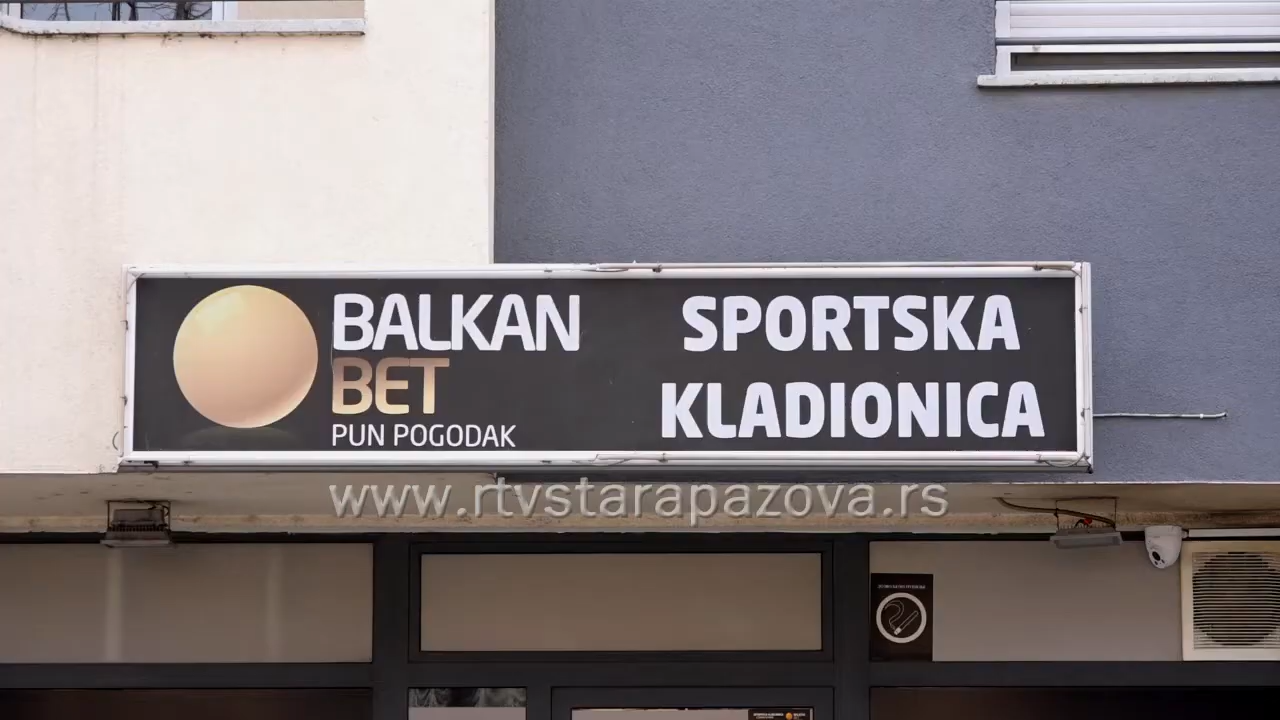 BALKAN
BET
PUN POGODAK
SPORTSKA
KLADIONICA
www.rtvstarapazova.rs